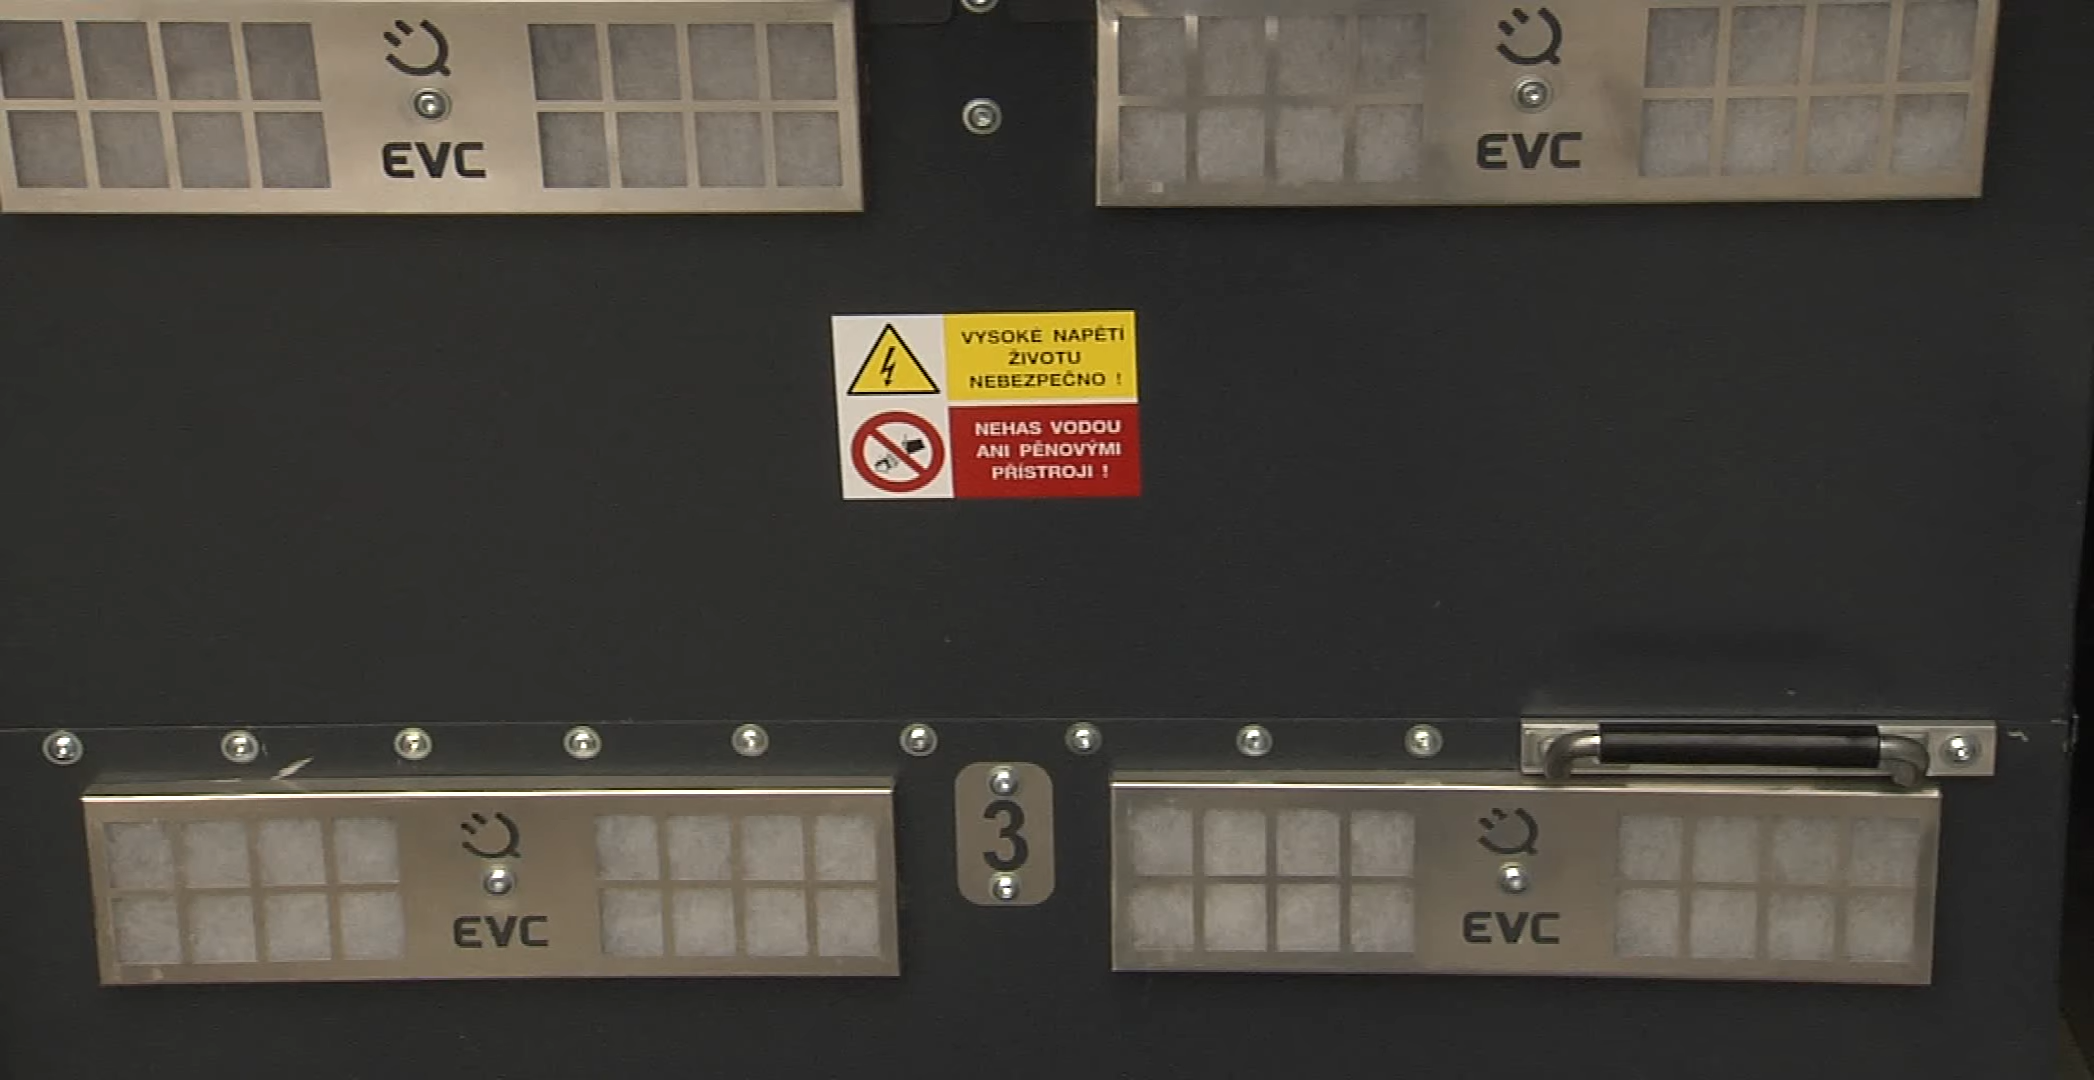 EVC
EVC
VYSOKÉ NAPĚTÍ
ŽIVOTU
NEBEZPEČNO !
NEHAS VODOU
ANI PĚNOVÝMI
PŘÍSTROJI !
3
EVC
EVC